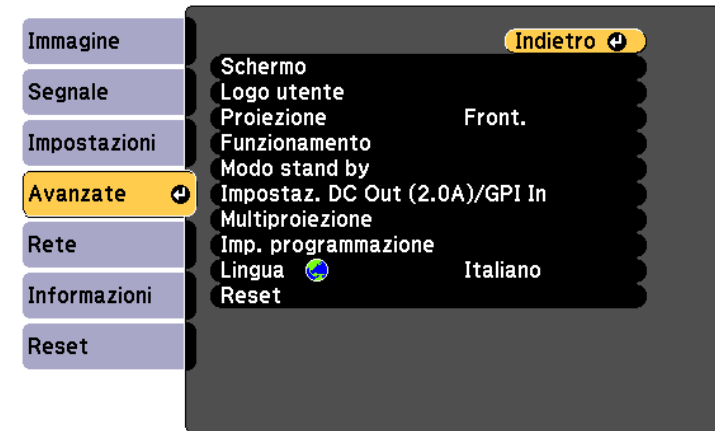 Immagine
Segnale
Impostazioni
Avanzate
Rete
Informazioni
Reset
Indietro
Schermo
Logo utente
Proiezione Front.
Funzionamento
Modo stand by
Impostaz. DC Out (2.0A)/GPI In
Multiproiezione
Imp. programmazione
Lingua Italiano
Reset